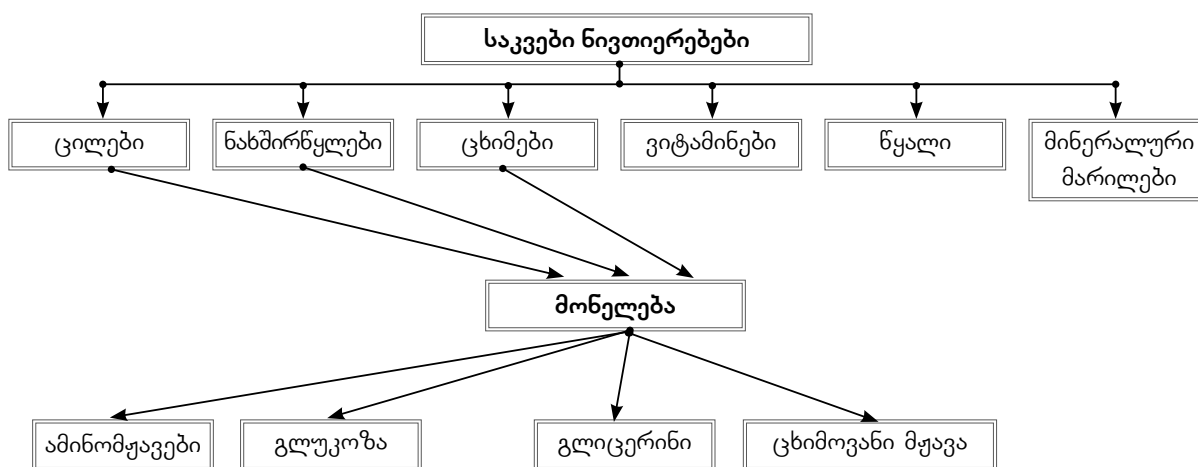 საკვები ნივთიერებები
ცილები
ნახშირწყლები
ცხიმები
ვიტამინები
წყალი
მინერალური
მარილები
მონელება
ამინომჟავები
გლუკოზა
გლიცერინი
ცხიმოვანი მჟავა